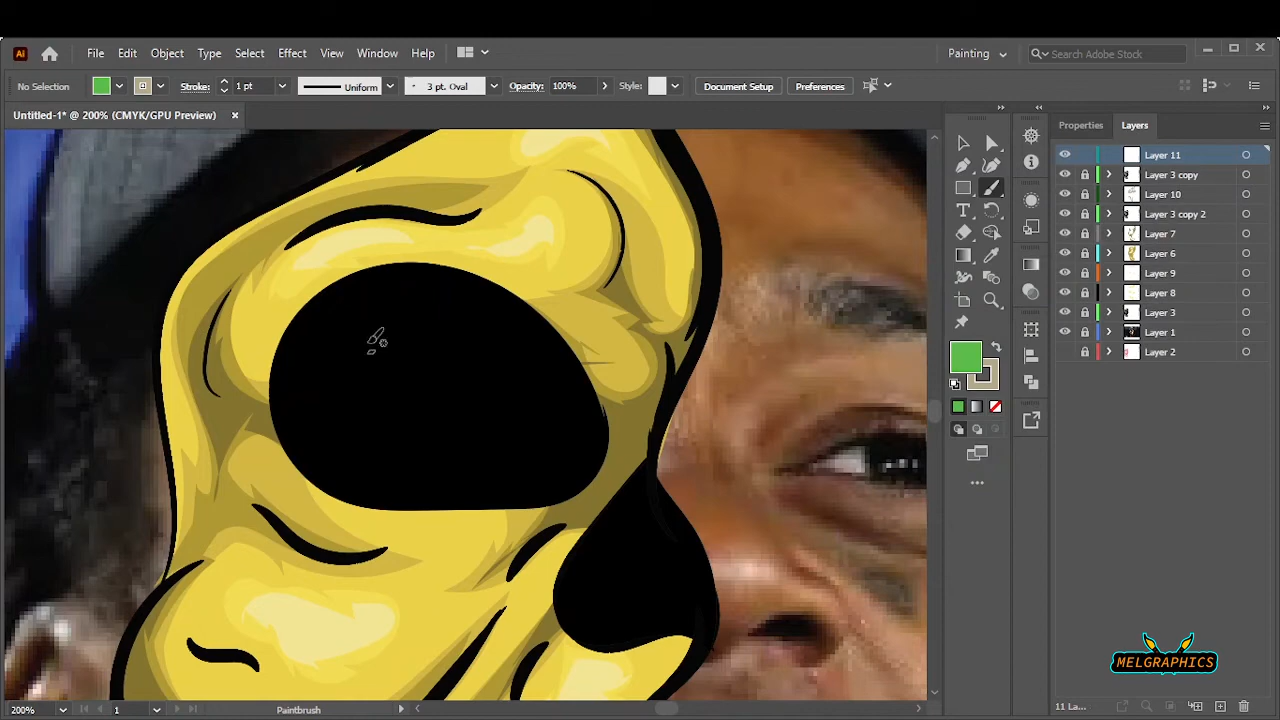 Ai File Edit Object Type Select Effect View Window Help Painting Search Adobe Stock
No Selection Stroke: 1 pt Uniform 3 pt. Oval Opacity: 100% Style: Document Setup Preferences
Untitled-1* @ 200% (CMYK/GPU Preview)
Properties Layers
Layer 11
Layer 3 copy
Layer 10
Layer 3 copy 2
Layer 7
Layer 6
Layer 9
Layer 8
Layer 3
Layer 1
Layer 2
MELGRAPHICS
200% 1 Paintbrush 11 La...